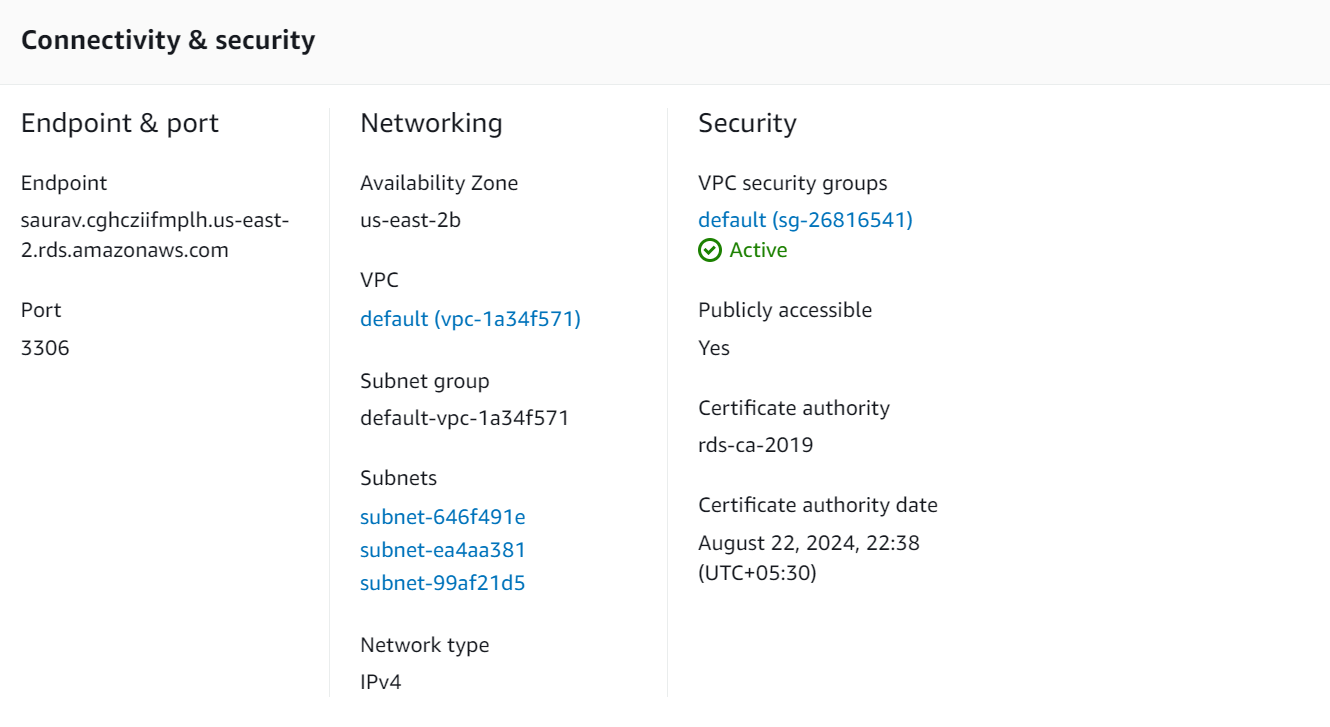 Connectivity & security
Endpoint & port
Endpoint
saurav.cghcziifmplh.us-east-
2.rds.amazonaws.com
Port
3306
Networking
Availability Zone
us-east-2b
VPC
default (vpc-1a34f571)
Subnet group
default-vpc-1a34f571
Subnets
subnet-646f491e
subnet-ea4aa381
subnet-99af21d5
Network type
IPv4
Security
VPC security groups
default (sg-26816541)
Active
Publicly accessible
Yes
Certificate authority
rds-ca-2019
Certificate authority date
August 22, 2024, 22:38
(UTC+05:30)